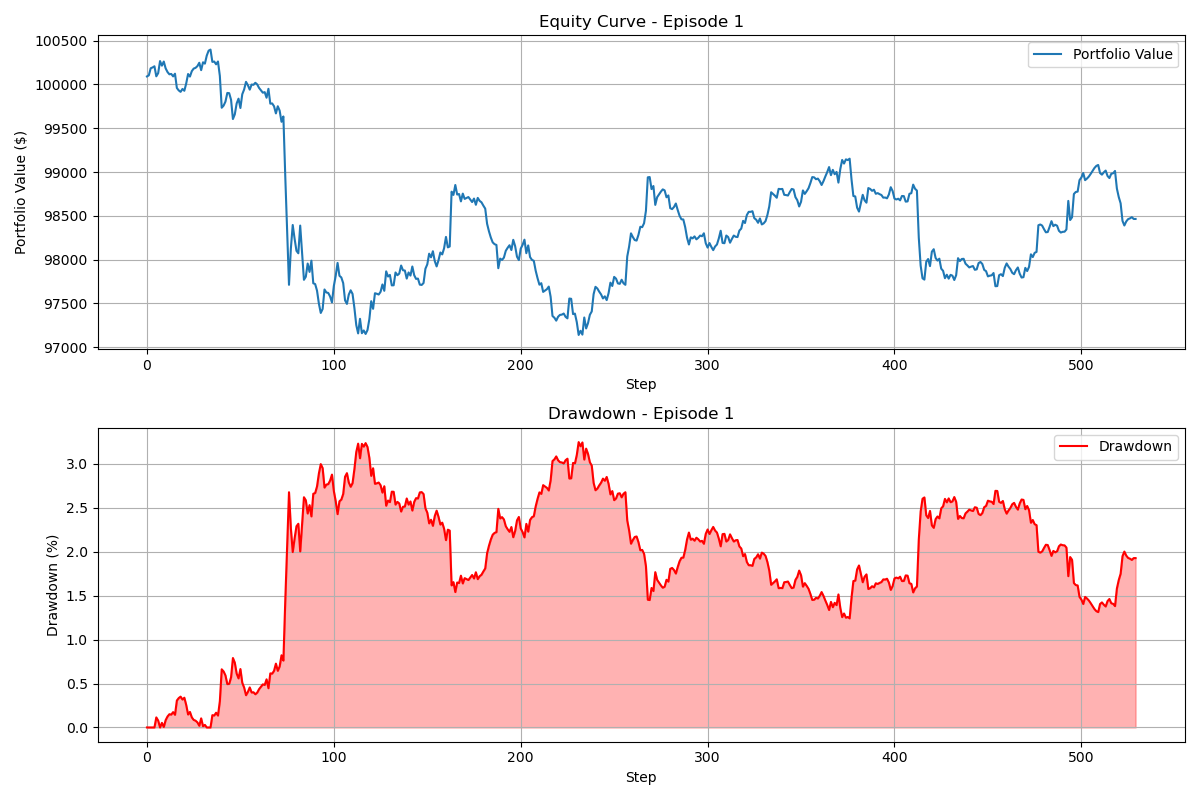 Equity Curve - Episode 1
100500
100000
99500
99000
98500
98000
97500
97000
Portfolio Value ($)
Portfolio Value
0 100 200 300 400 500
Step
Drawdown - Episode 1
3.0
2.5
2.0
1.5
1.0
0.5
0.0
Drawdown (%)
Drawdown
0 100 200 300 400 500
Step